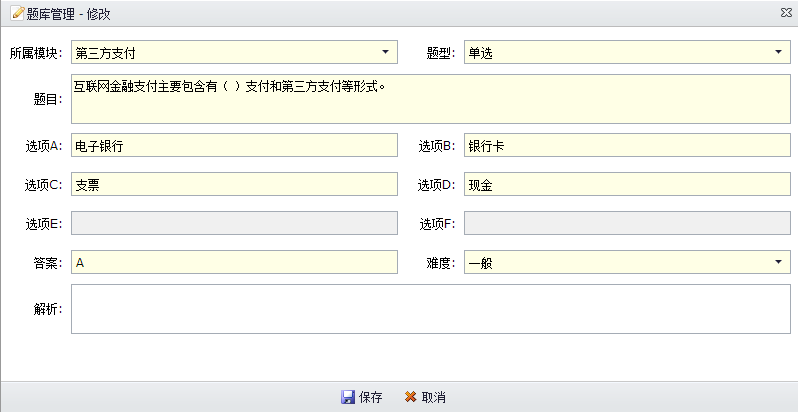 题库管理 - 修改
所属模块: 第三方支付 题型: 单选
题目: 互联网金融支付主要包含有（ ）支付和第三方支付等形式。
选项A: 电子银行 选项B: 银行卡
选项C: 支票 选项D: 现金
选项E: 选项F:
答案: A 难度: 一般
解析:
保存 取消